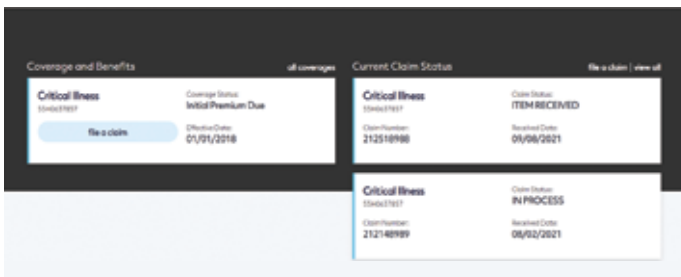 Coverage and Benefits
all coverages
Critical Illness
Coverage Status:
Initial Premium Due
file a claim
Effective Date:
01/01/2018
Current Claim Status
file a claim | view all
Critical Illness
Claim Status:
ITEM RECEIVED
Claim Number:
212518988
Received Date:
09/08/2021
Critical Illness
Claim Status:
IN PROCESS
Claim Number:
212148989
Received Date:
08/02/2021